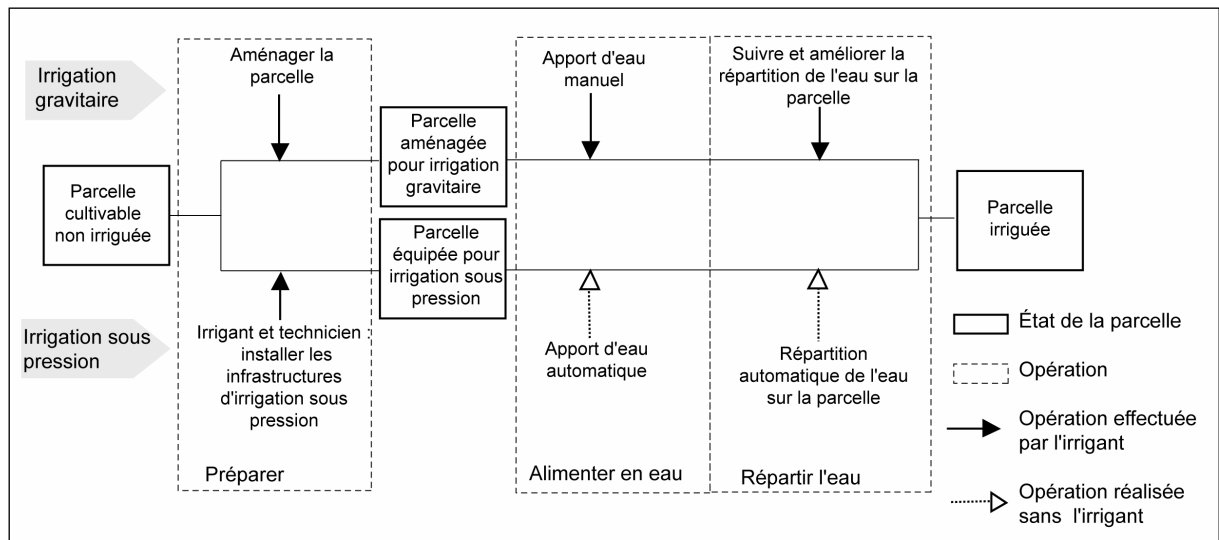 Irrigation
gravitaire
Aménager la
parcelle
Apport d'eau
manuel
Suivre et améliorer la
répartition de l'eau sur la
parcelle
Parcelle
cultivable
non irriguée
Parcelle
aménagée
pour irrigation
gravitaire
Parcelle
équipée pour
irrigation sous
pression
Parcelle
irriguée
Irrigation sous
pression
Irrigant et technicien :
installer les
infrastructures
d'irrigation sous
pression
Apport d'eau
automatique
Répartition
automatique de l'eau
sur la parcelle
Préparer
Alimenter en eau
Répartir l'eau
État de la parcelle
Opération
Opération effectuée
par l'irrigant
Opération réalisée
sans l'irrigant